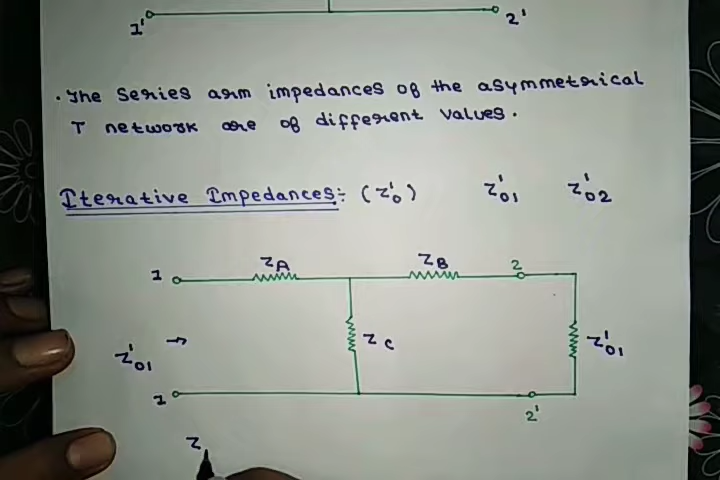 1' 2'
. The series arm impedances of the asymmetrical
T network are of different values.
Iterative Impedances:- (Z'o) Z'01 Z'02
1 ZA ZB 2
Z'01 → ZC Z'01
1 2'
Z